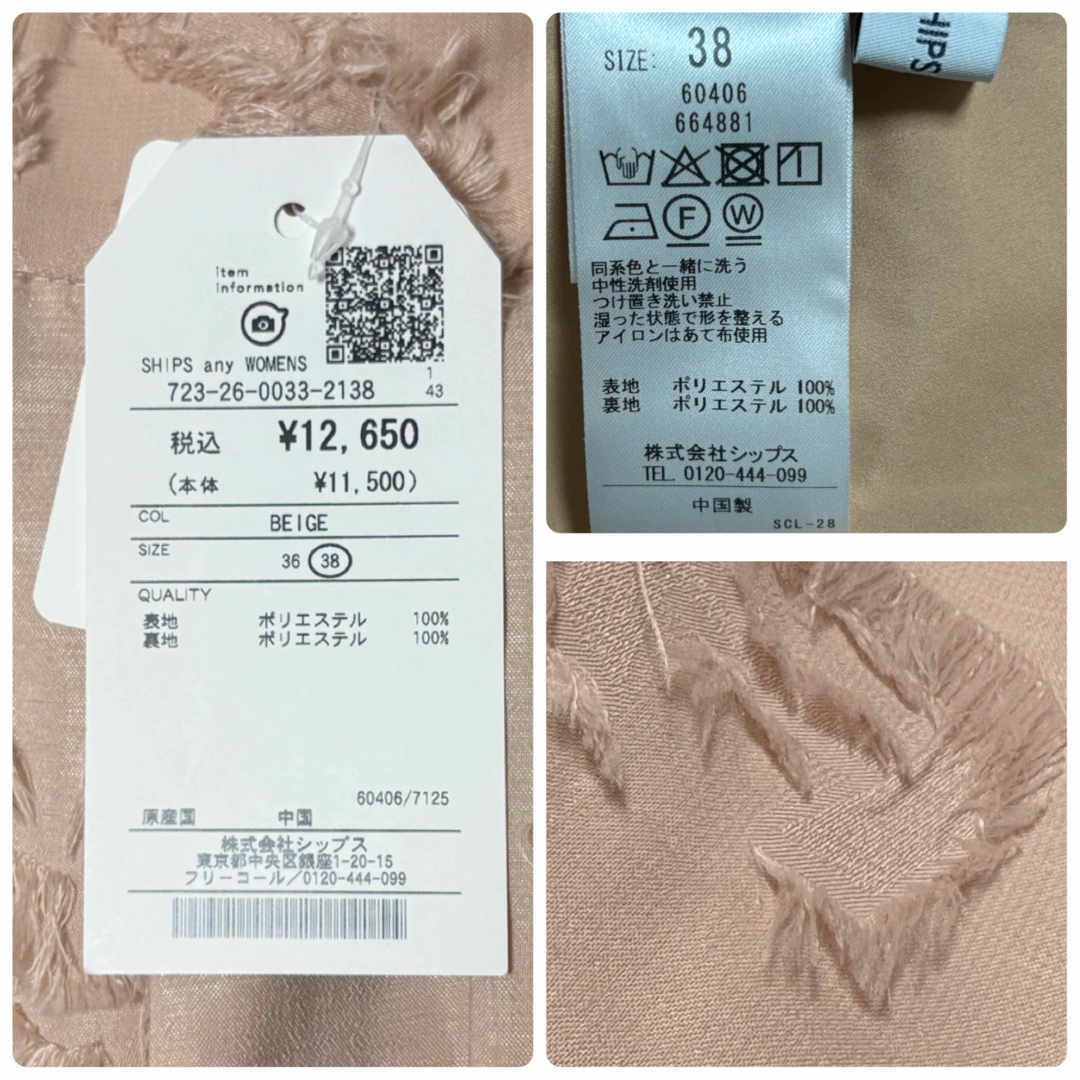 item
information
SHIPS any WOMENS
1
723-26-0033-2138
43
税込 ¥12,650
(本体 ¥11,500)
COL
BEIGE
SIZE
36 38
QUALITY
表地 ポリエステル 100%
裏地 ポリエステル 100%
60406/7125
原産国 中国
株式会社シップス
東京都中央区銀座1-20-15
フリーコール/0120-444-099
HIPS
SIZE: 38
60406
664881
F W
同系色と一緒に洗う
中性洗剤使用
つけ置き洗い禁止
湿った状態で形を整える
アイロンはあて布使用
表地 ポリエステル 100%
裏地 ポリエステル 100%
株式会社シップス
TEL. 0120-444-099
中国製
SCL-28